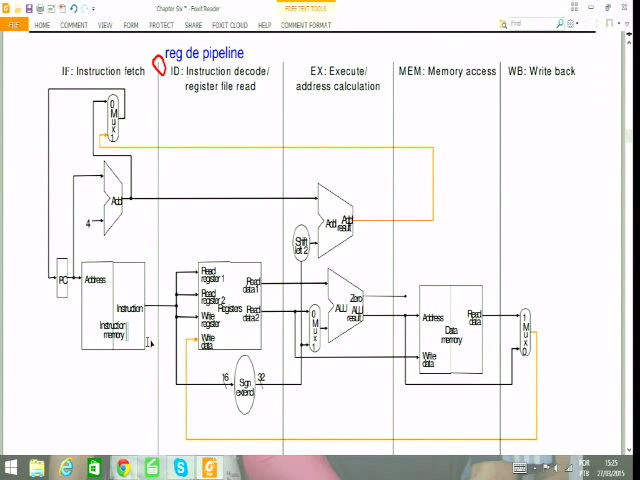 Chapter Six * - Foxit Reader
FREE TEXT TOOLS
FILE
HOME
COMMENT
VIEW
FORM
PROTECT
SHARE
FOXIT CLOUD
HELP
COMMENT FORMAT
Find
reg de pipeline
IF: Instruction fetch
ID: Instruction decode/
register file read
EX: Execute/
address calculation
MEM: Memory access
WB: Write back
0
M
u
x
1
Add
4
Add
Add
result
Shift
left 2
PC
Address
Instruction
Instruction
memory
Read
register 1
Read
register 2
Registers
Write
register
Write
data
Read
data 1
Read
data 2
0
M
u
x
1
Zero
ALU
ALU
result
Address
Read
data
Data
memory
Write
data
1
M
u
x
0
16
Sign
extend
32
POR
PTB
15:25
27/03/2015